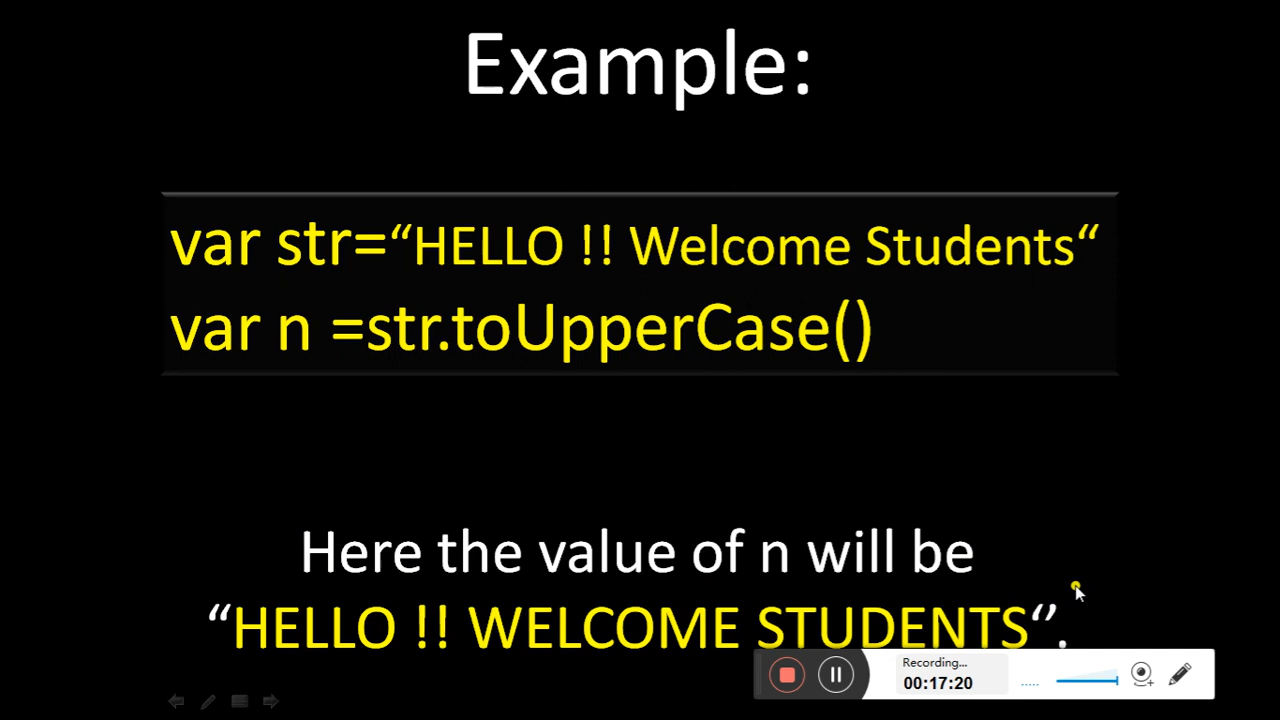 Example:
var str=“HELLO !! Welcome Students“
var n =str.toUpperCase()
Here the value of n will be
“HELLO !! WELCOME STUDENTS‘’.
Recording...
00:17:20